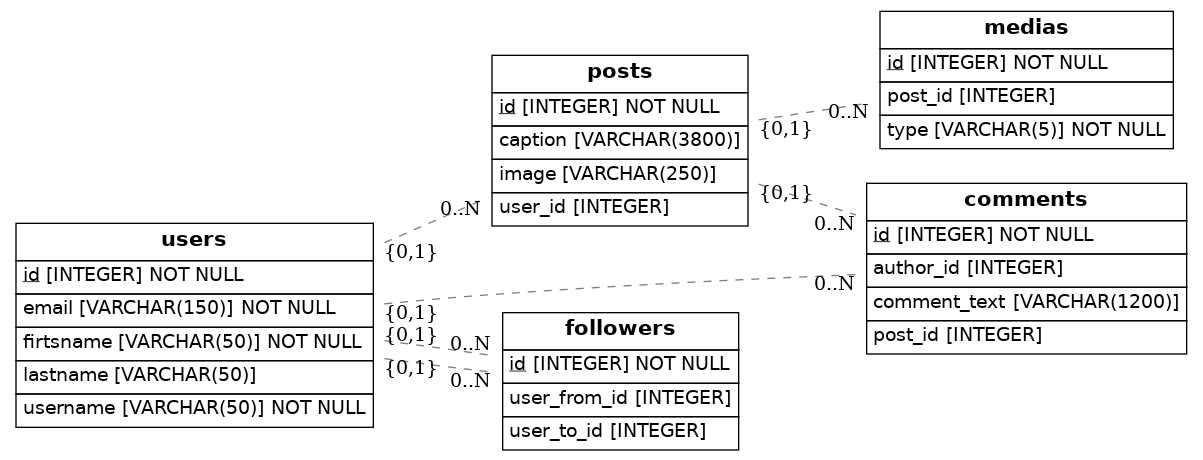 medias
id [INTEGER] NOT NULL
post_id [INTEGER]
type [VARCHAR(5)] NOT NULL
posts
id [INTEGER] NOT NULL
caption [VARCHAR(3800)]
image [VARCHAR(250)]
user_id [INTEGER]
0..N
{0,1}
comments
id [INTEGER] NOT NULL
author_id [INTEGER]
comment_text [VARCHAR(1200)]
post_id [INTEGER]
{0,1}
0..N
users
id [INTEGER] NOT NULL
email [VARCHAR(150)] NOT NULL
firtsname [VARCHAR(50)] NOT NULL
lastname [VARCHAR(50)]
username [VARCHAR(50)] NOT NULL
0..N
{0,1}
0..N
{0,1}
{0,1}
0..N
{0,1}
0..N
followers
id [INTEGER] NOT NULL
user_from_id [INTEGER]
user_to_id [INTEGER]